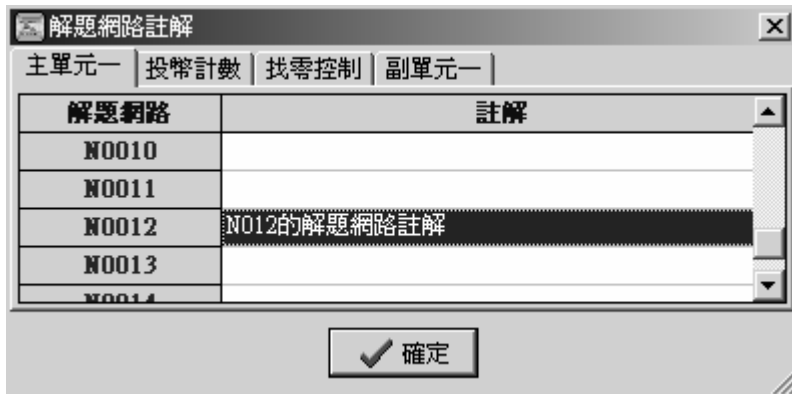 解題網路註解
主單元一 投幣計數 找零控制 副單元一
解題網路 註解
N0010
N0011
N0012 N012的解題網路註解
N0013
N0014
確定